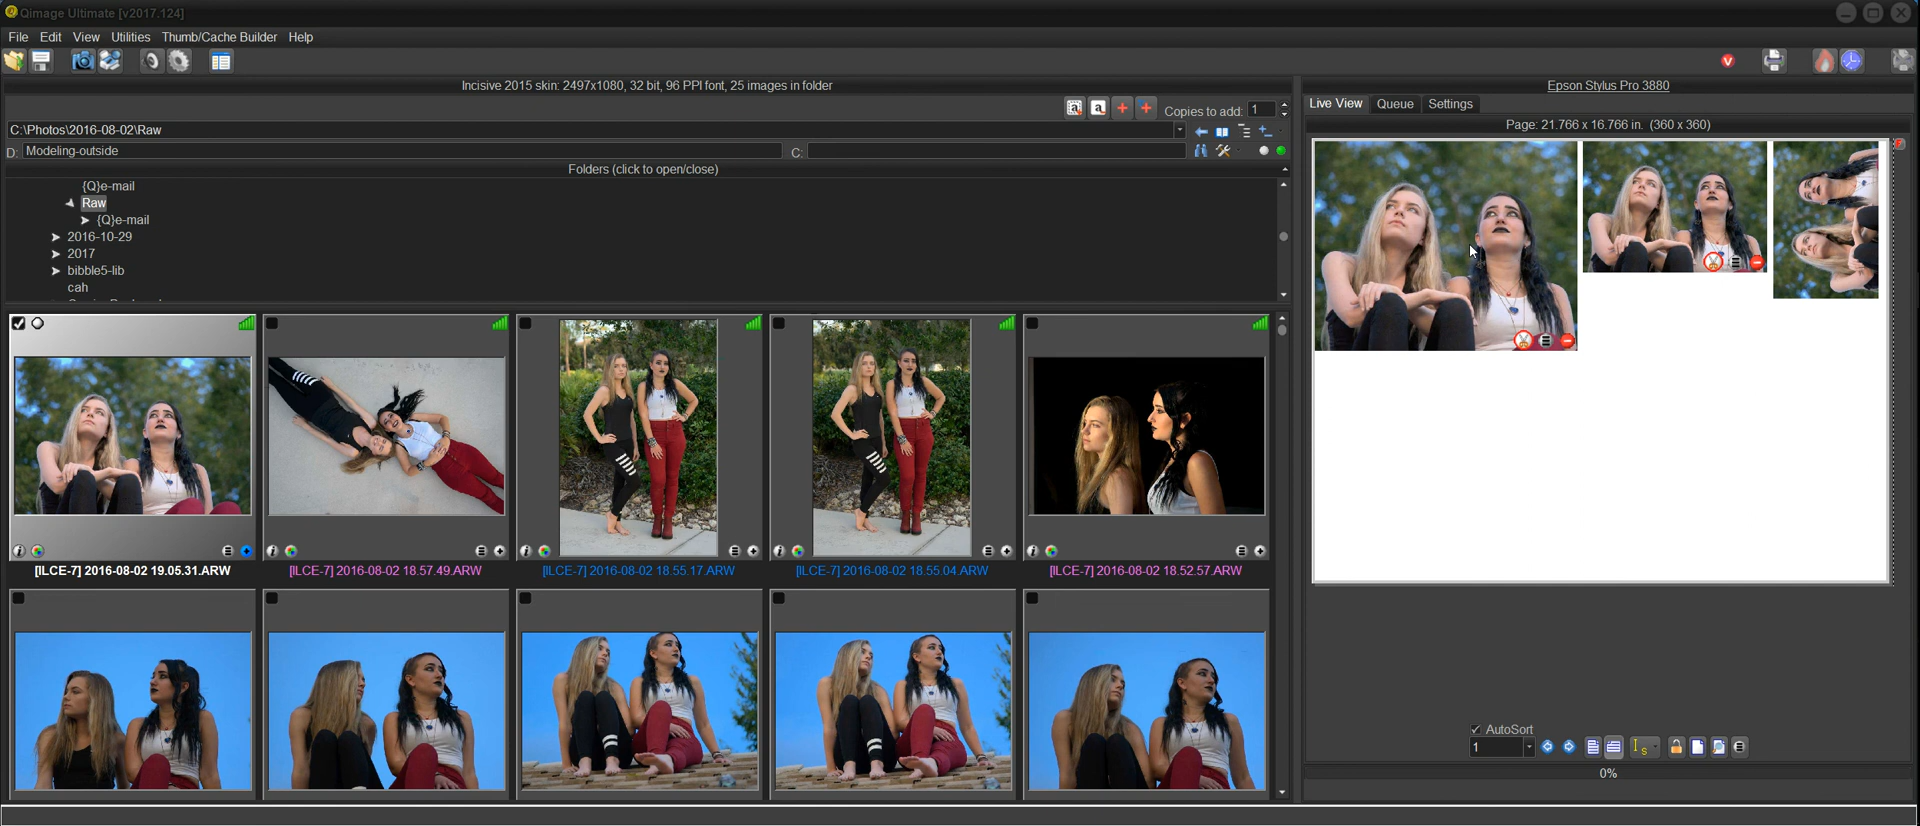 Qimage Ultimate [v2017.124]
File Edit View Utilities Thumb/Cache Builder Help
Incisive 2015 skin: 2497x1080, 32 bit, 96 PPI font, 25 images in folder
Epson Stylus Pro 3880
Live View Queue Settings
Copies to add: 1
Page: 21.766 x 16.766 in. (360 x 360)
C:\Photos\2016-08-02\Raw
D: Modeling-outside C:
Folders (click to open/close)
{Q}e-mail
Raw
{Q}e-mail
2016-10-29
2017
bibble5-lib
cah
[ILCE-7] 2016-08-02 19.05.31.ARW
[ILCE-7] 2016-08-02 18.57.49.ARW
[ILCE-7] 2016-08-02 18.55.17.ARW
[ILCE-7] 2016-08-02 18.55.04.ARW
[ILCE-7] 2016-08-02 18.52.57.ARW
AutoSort
1
0%